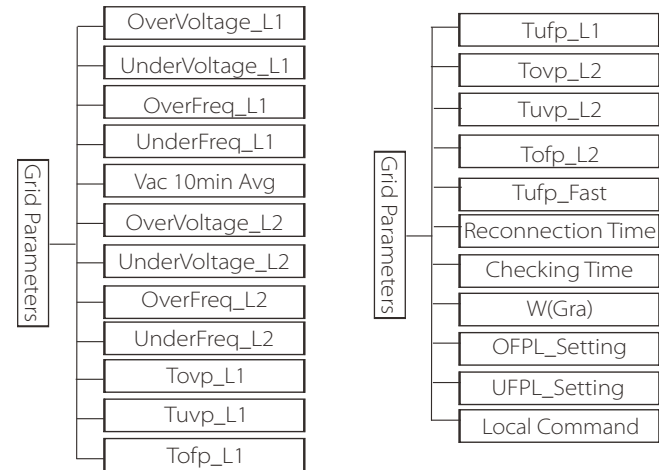 Grid Parameters
OverVoltage_L1
UnderVoltage_L1
OverFreq_L1
UnderFreq_L1
Vac 10min Avg
OverVoltage_L2
UnderVoltage_L2
OverFreq_L2
UnderFreq_L2
Tovp_L1
Tuvp_L1
Tofp_L1
Grid Parameters
Tufp_L1
Tovp_L2
Tuvp_L2
Tofp_L2
Tufp_Fast
Reconnection Time
Checking Time
W(Gra)
OFPL_Setting
UFPL_Setting
Local Command